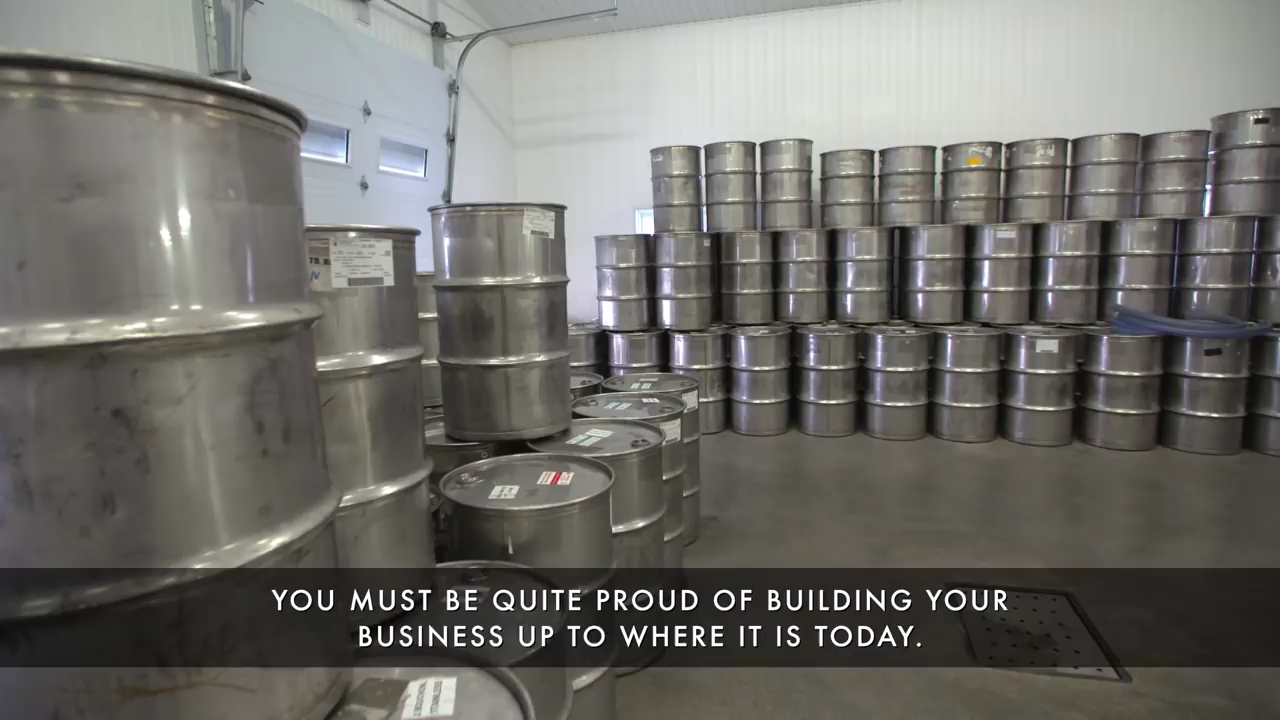 YOU MUST BE QUITE PROUD OF BUILDING YOUR
BUSINESS UP TO WHERE IT IS TODAY.